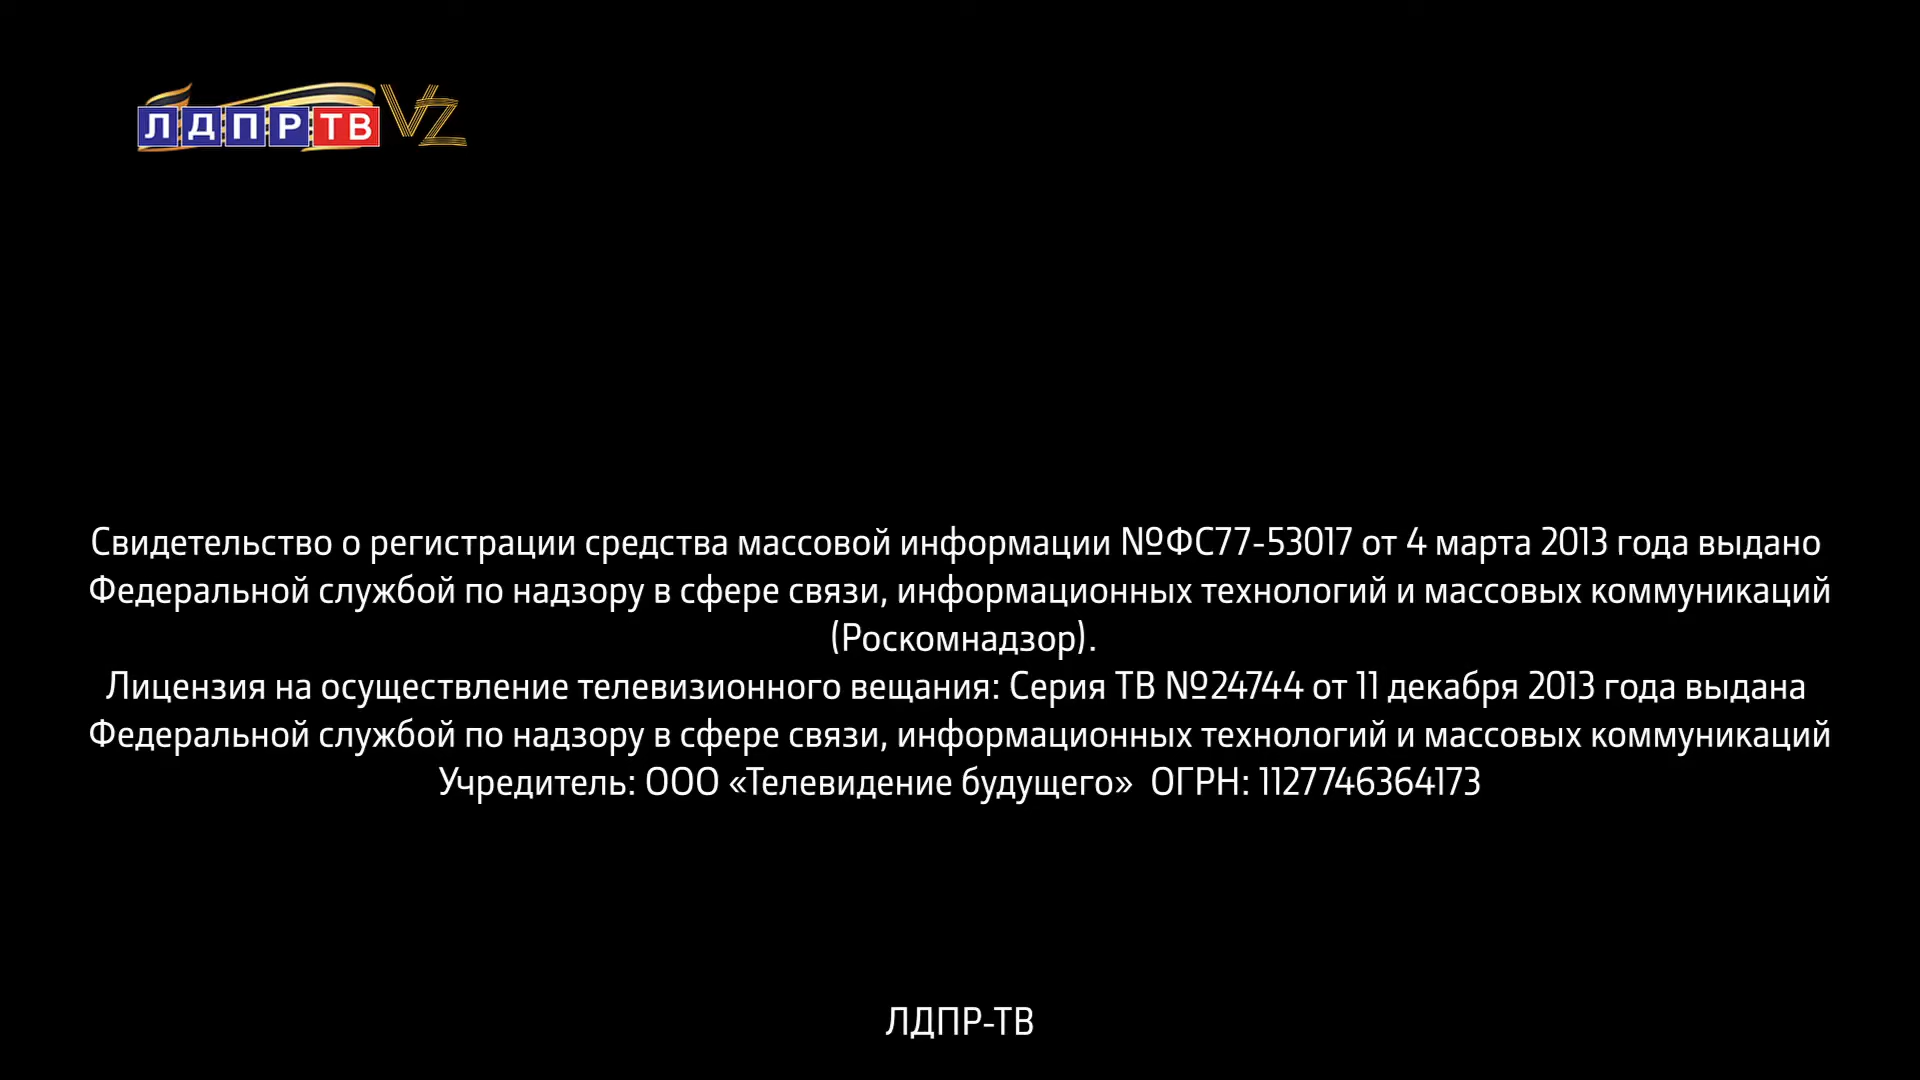 ЛДПР ТВ VZ
Свидетельство о регистрации средства массовой информации №ФС77-53017 от 4 марта 2013 года выдано
Федеральной службой по надзору в сфере связи, информационных технологий и массовых коммуникаций
(Роскомнадзор).
Лицензия на осуществление телевизионного вещания: Серия ТВ №24744 от 11 декабря 2013 года выдана
Федеральной службой по надзору в сфере связи, информационных технологий и массовых коммуникаций
Учредитель: ООО «Телевидение будущего»  ОГРН: 1127746364173
ЛДПР-ТВ